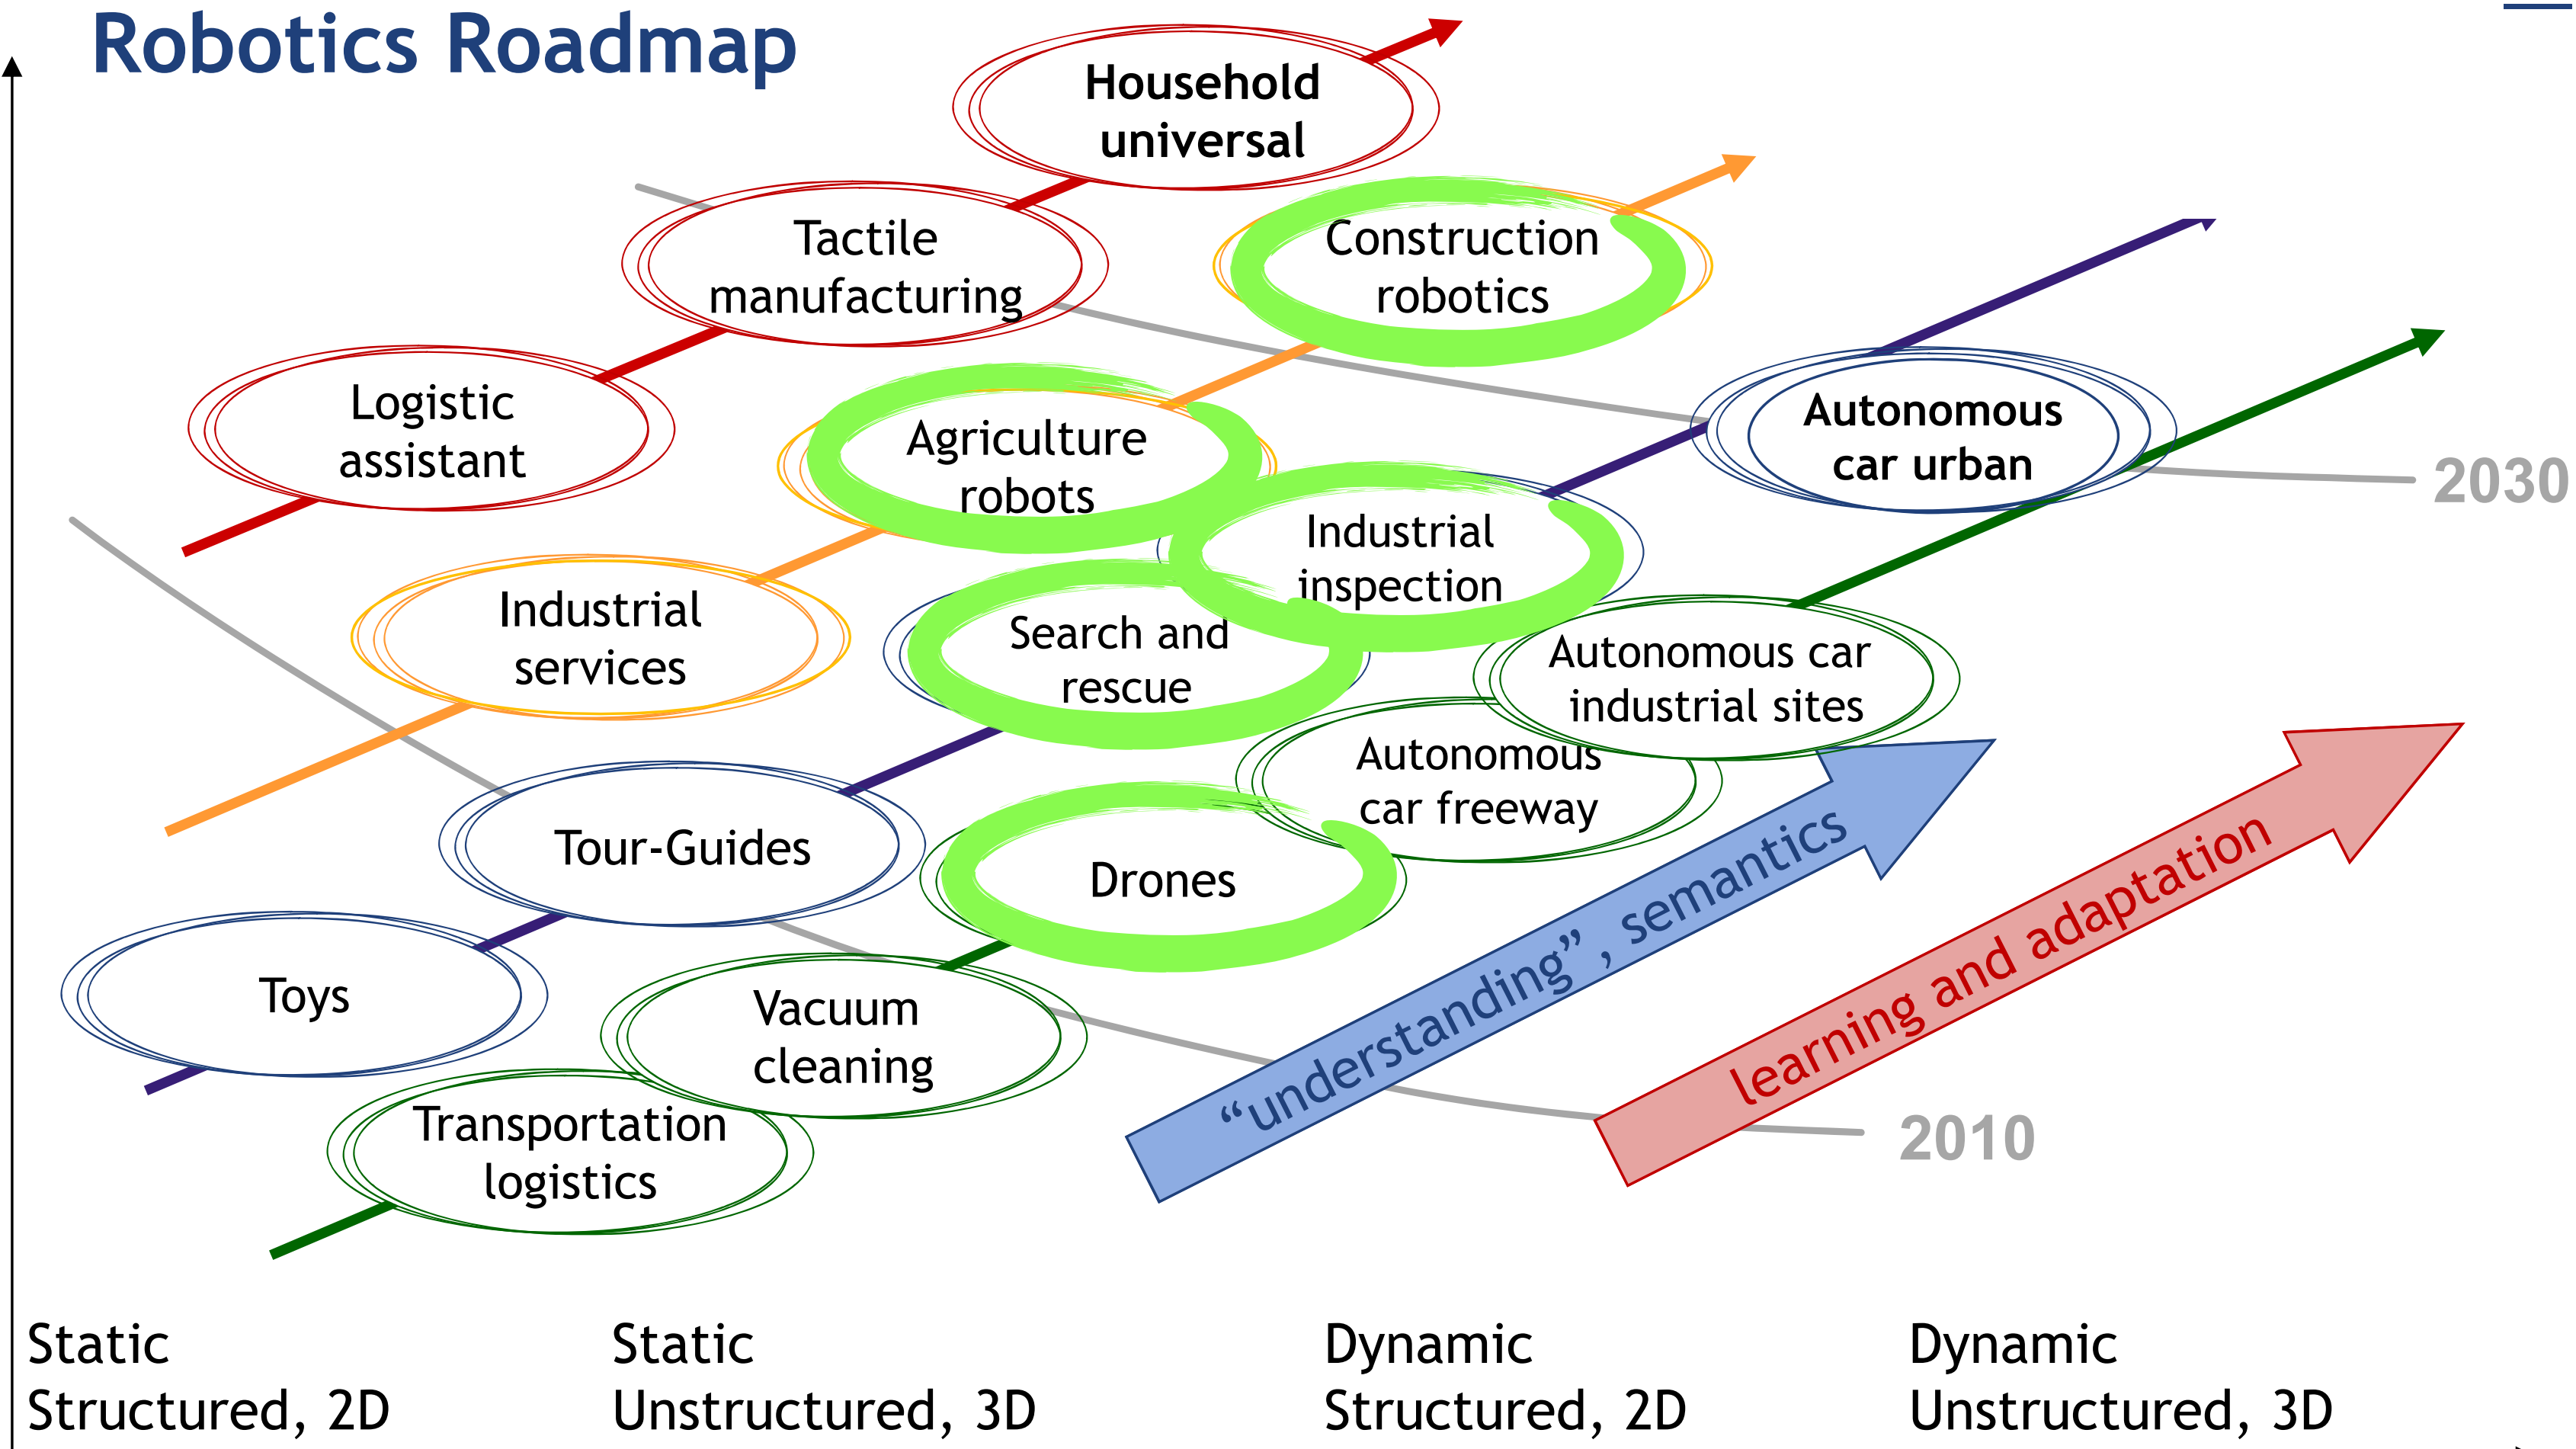 Robotics Roadmap
Household
universal
Tactile
manufacturing
Construction
robotics
Logistic
assistant
Agriculture
robots
Autonomous
car urban
2030
Industrial
inspection
Industrial
services
Search and
rescue
Autonomous car
industrial sites
Autonomous
car freeway
Tour-Guides
Drones
Toys
Vacuum
cleaning
Transportation
logistics
“understanding”, semantics
learning and adaptation
2010
Static
Structured, 2D
Static
Unstructured, 3D
Dynamic
Structured, 2D
Dynamic
Unstructured, 3D